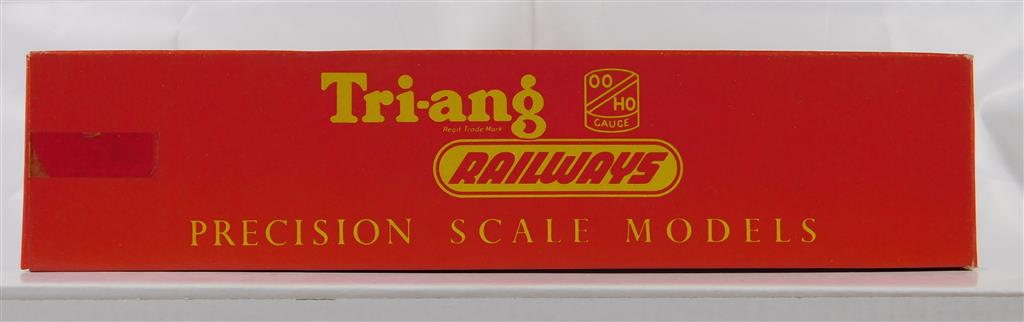 Tri-ang
Regd Trade Mark
OO/HO
GAUGE
RAILWAYS
PRECISION SCALE MODELS